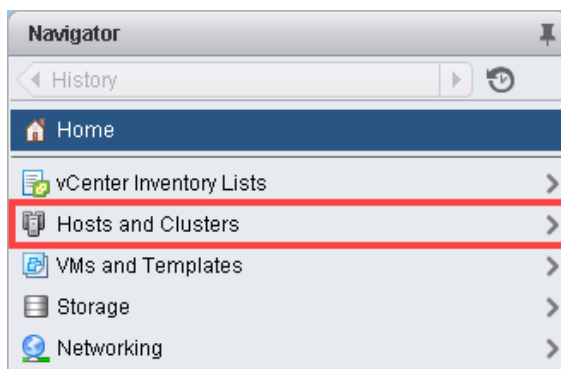 Navigator
History
Home
vCenter Inventory Lists
Hosts and Clusters
VMs and Templates
Storage
Networking